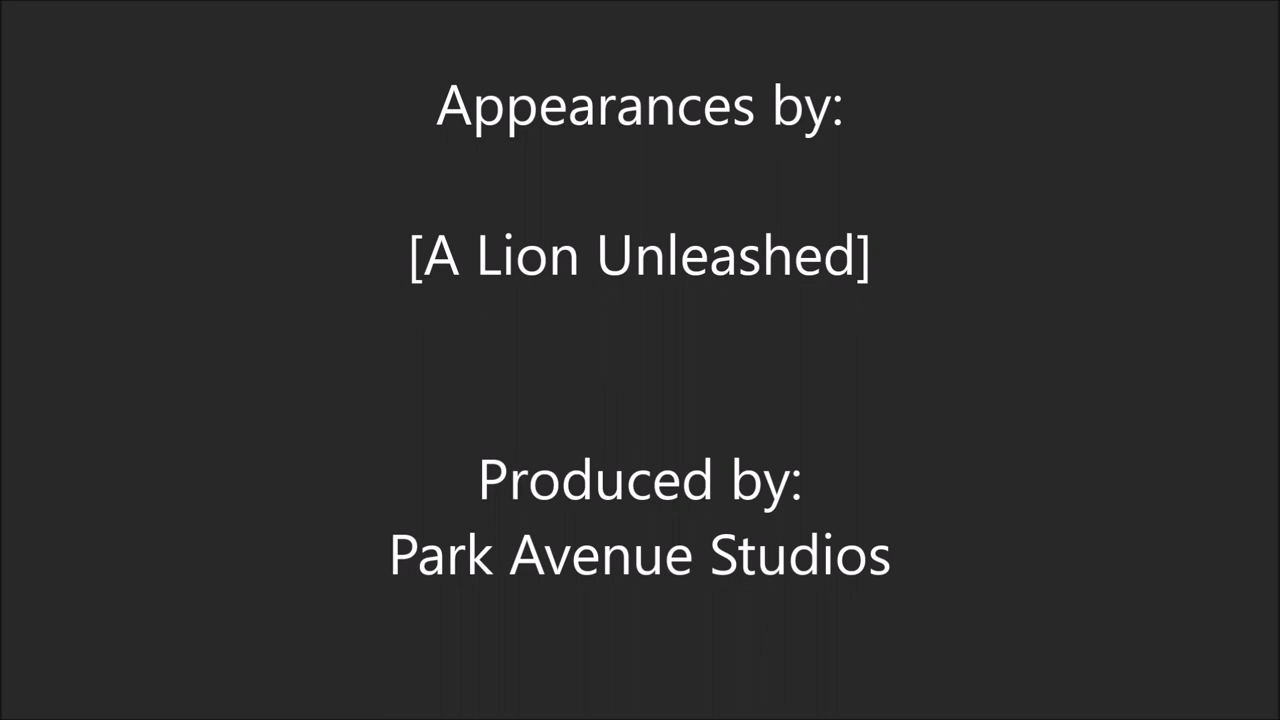 Appearances by:
[A Lion Unleashed]
Produced by:
Park Avenue Studios